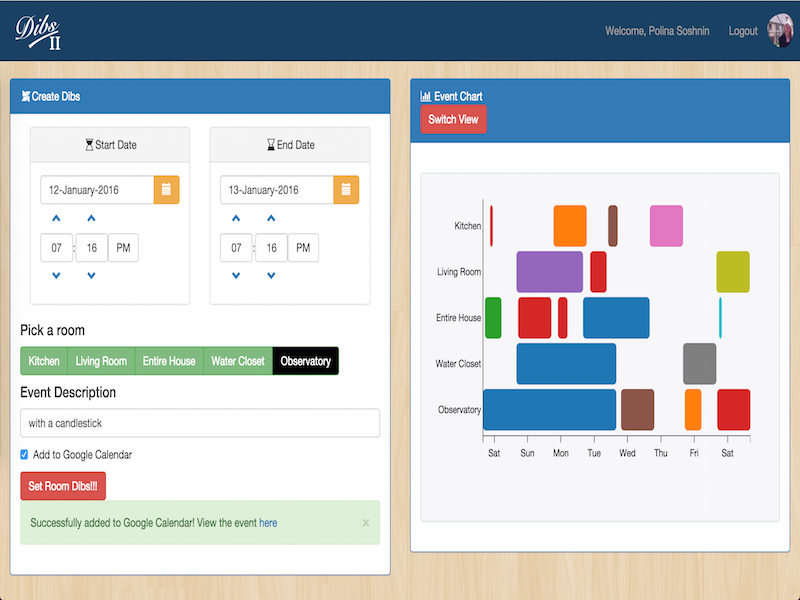 Dibs
II
Welcome, Polina Soshnin
Logout
Create Dibs
Start Date
End Date
12-January-2016
13-January-2016
07 : 16 PM
07 : 16 PM
Pick a room
Kitchen Living Room Entire House Water Closet Observatory
Event Description
with a candlestick
Add to Google Calendar
Set Room Dibs!!!
Successfully added to Google Calendar! View the event here ×
Event Chart
Switch View
Kitchen
Living Room
Entire House
Water Closet
Observatory
Sat Sun Mon Tue Wed Thu Fri Sat